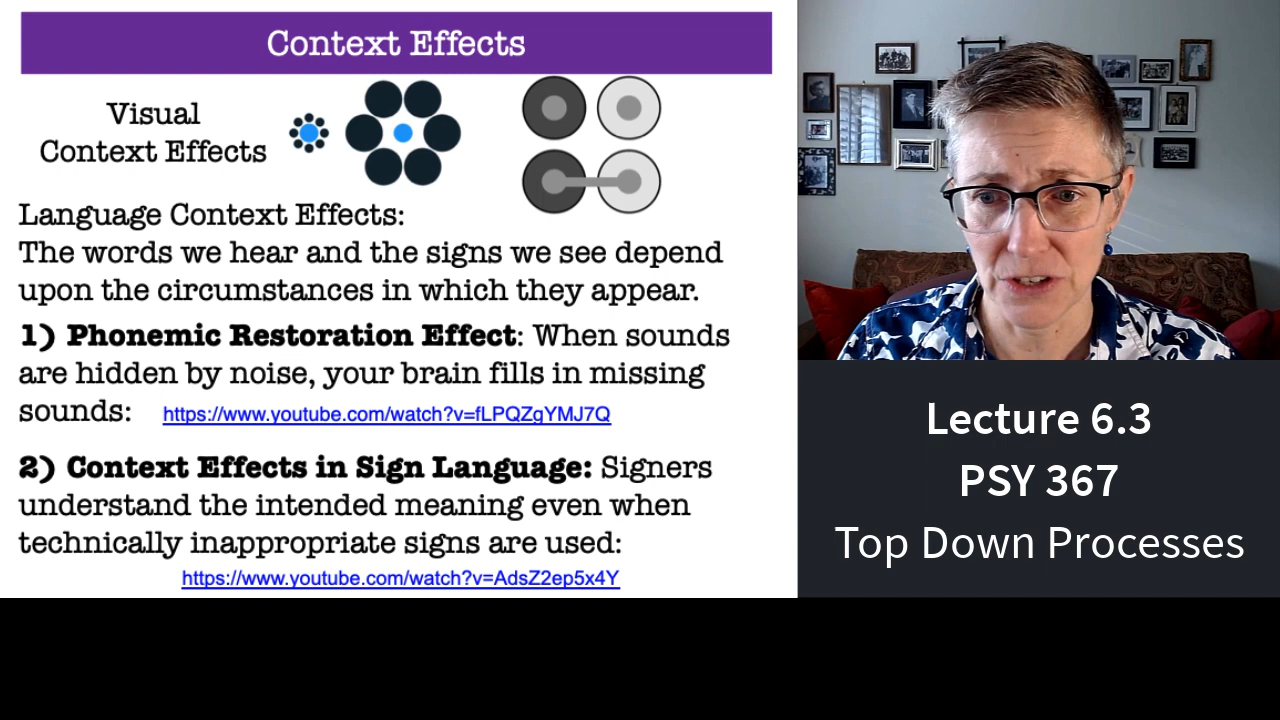 Context Effects
Visual
Context Effects
Language Context Effects:
The words we hear and the signs we see depend
upon the circumstances in which they appear.
1) Phonemic Restoration Effect: When sounds
are hidden by noise, your brain fills in missing
sounds: https://www.youtube.com/watch?v=fLPQZgYMJ7Q
2) Context Effects in Sign Language: Signers
understand the intended meaning even when
technically inappropriate signs are used:
https://www.youtube.com/watch?v=AdsZ2ep5x4Y
Lecture 6.3
PSY 367
Top Down Processes